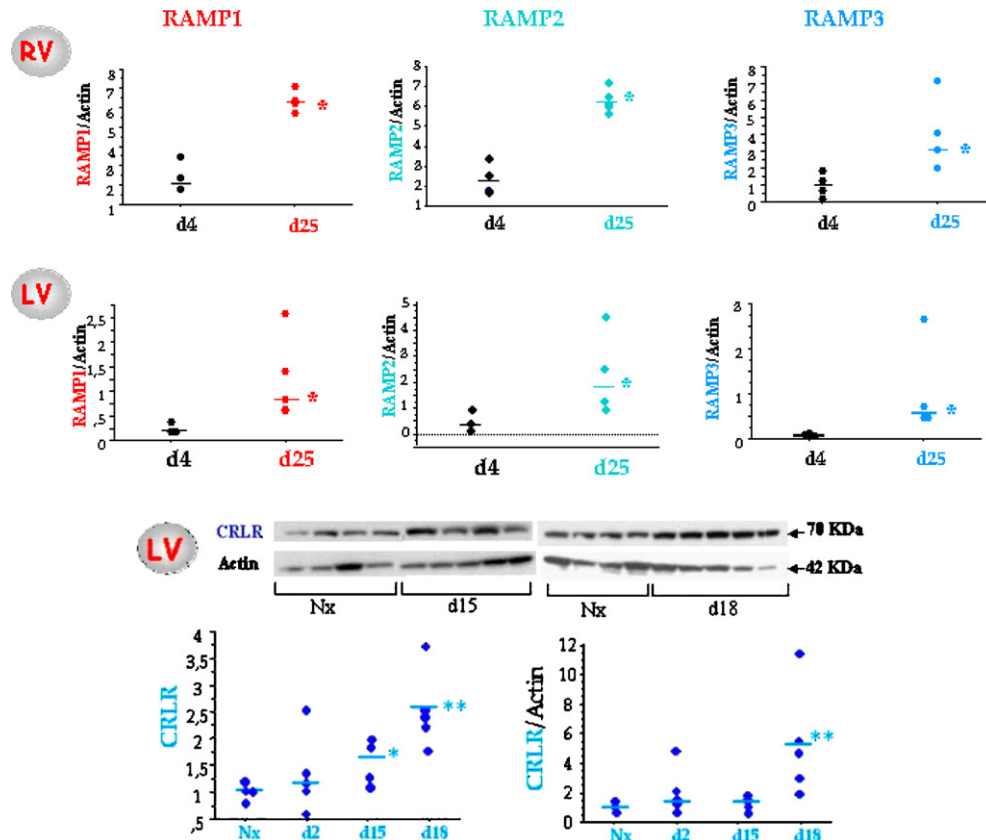 RAMP1 RAMP2 RAMP3
RV
RAMP1/Actin
8
7
6
5
4
3
2
1
*
d4 d25
RAMP2/Actin
8
7
6
5
4
3
2
1
*
d4 d25
RAMP3/Actin
8
7
6
5
4
3
2
1
0
*
d4 d25
LV
RAMP1/Actin
2,5
2
1,5
1
,5
0
*
d4 d25
RAMP2/Actin
5
4
3
2
1
0
*
d4 d25
RAMP3/Actin
*
d4 d25
LV
CRLR
70 KDa
Actin
42 KDa
Nx d15 Nx d18
CRLR
4
3,5
3
2,5
2
1,5
1
,5
*
**
Nx d2 d15 d18
CRLR/Actin
12
10
8
6
4
2
0
**
Nx d2 d15 d18